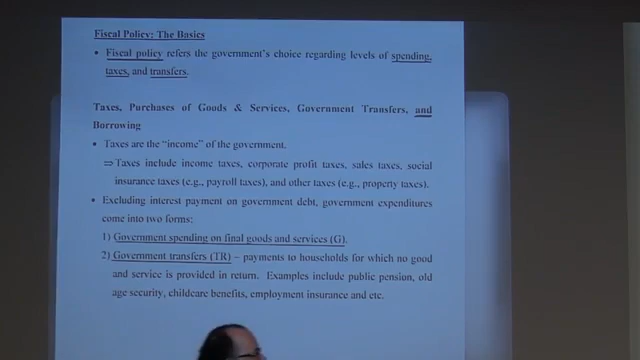 Fiscal Policy: The Basics
• Fiscal policy refers the government's choice regarding levels of spending,
taxes, and transfers.
Taxes, Purchases of Goods & Services, Government Transfers, and
Borrowing
• Taxes are the "income" of the government.
⇒ Taxes include income taxes, corporate profit taxes, sales taxes, social
insurance taxes (e.g., payroll taxes), and other taxes (e.g., property taxes).
• Excluding interest payment on government debt, government expenditures
come into two forms:
1) Government spending on final goods and services (G).
2) Government transfers (TR) – payments to households for which no good
and service is provided in return. Examples include public pension, old
age security, childcare benefits, employment insurance and etc.